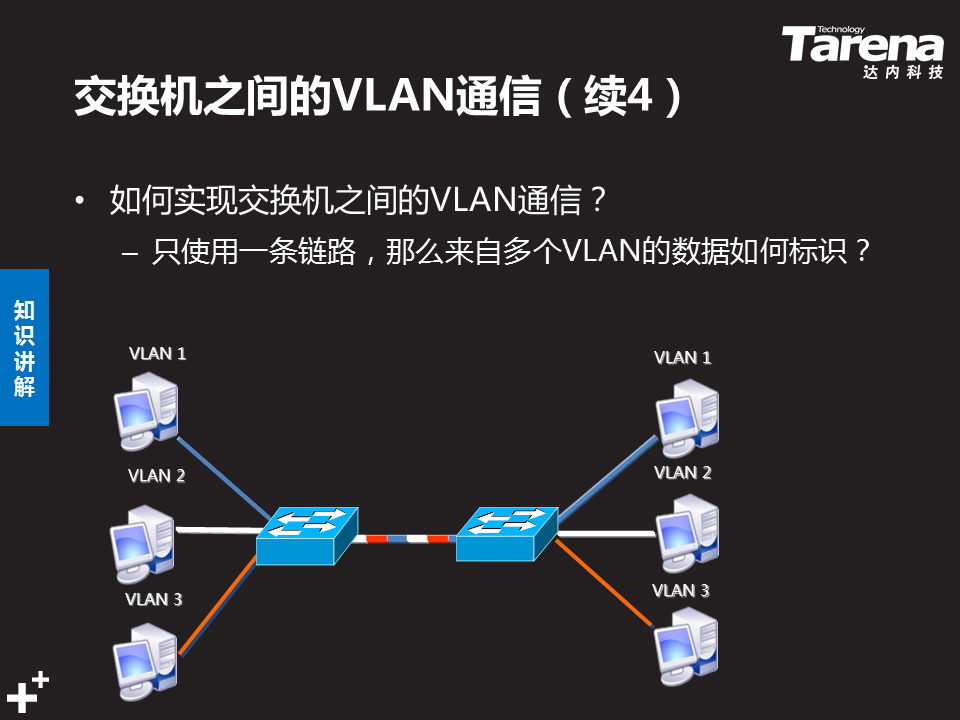 Technology
Tarena
达内科技
交换机之间的VLAN通信（续4）
• 如何实现交换机之间的VLAN通信？
– 只使用一条链路，那么来自多个VLAN的数据如何标识？
知
识
讲
解
VLAN 1
VLAN 1
VLAN 2
VLAN 2
VLAN 3
VLAN 3